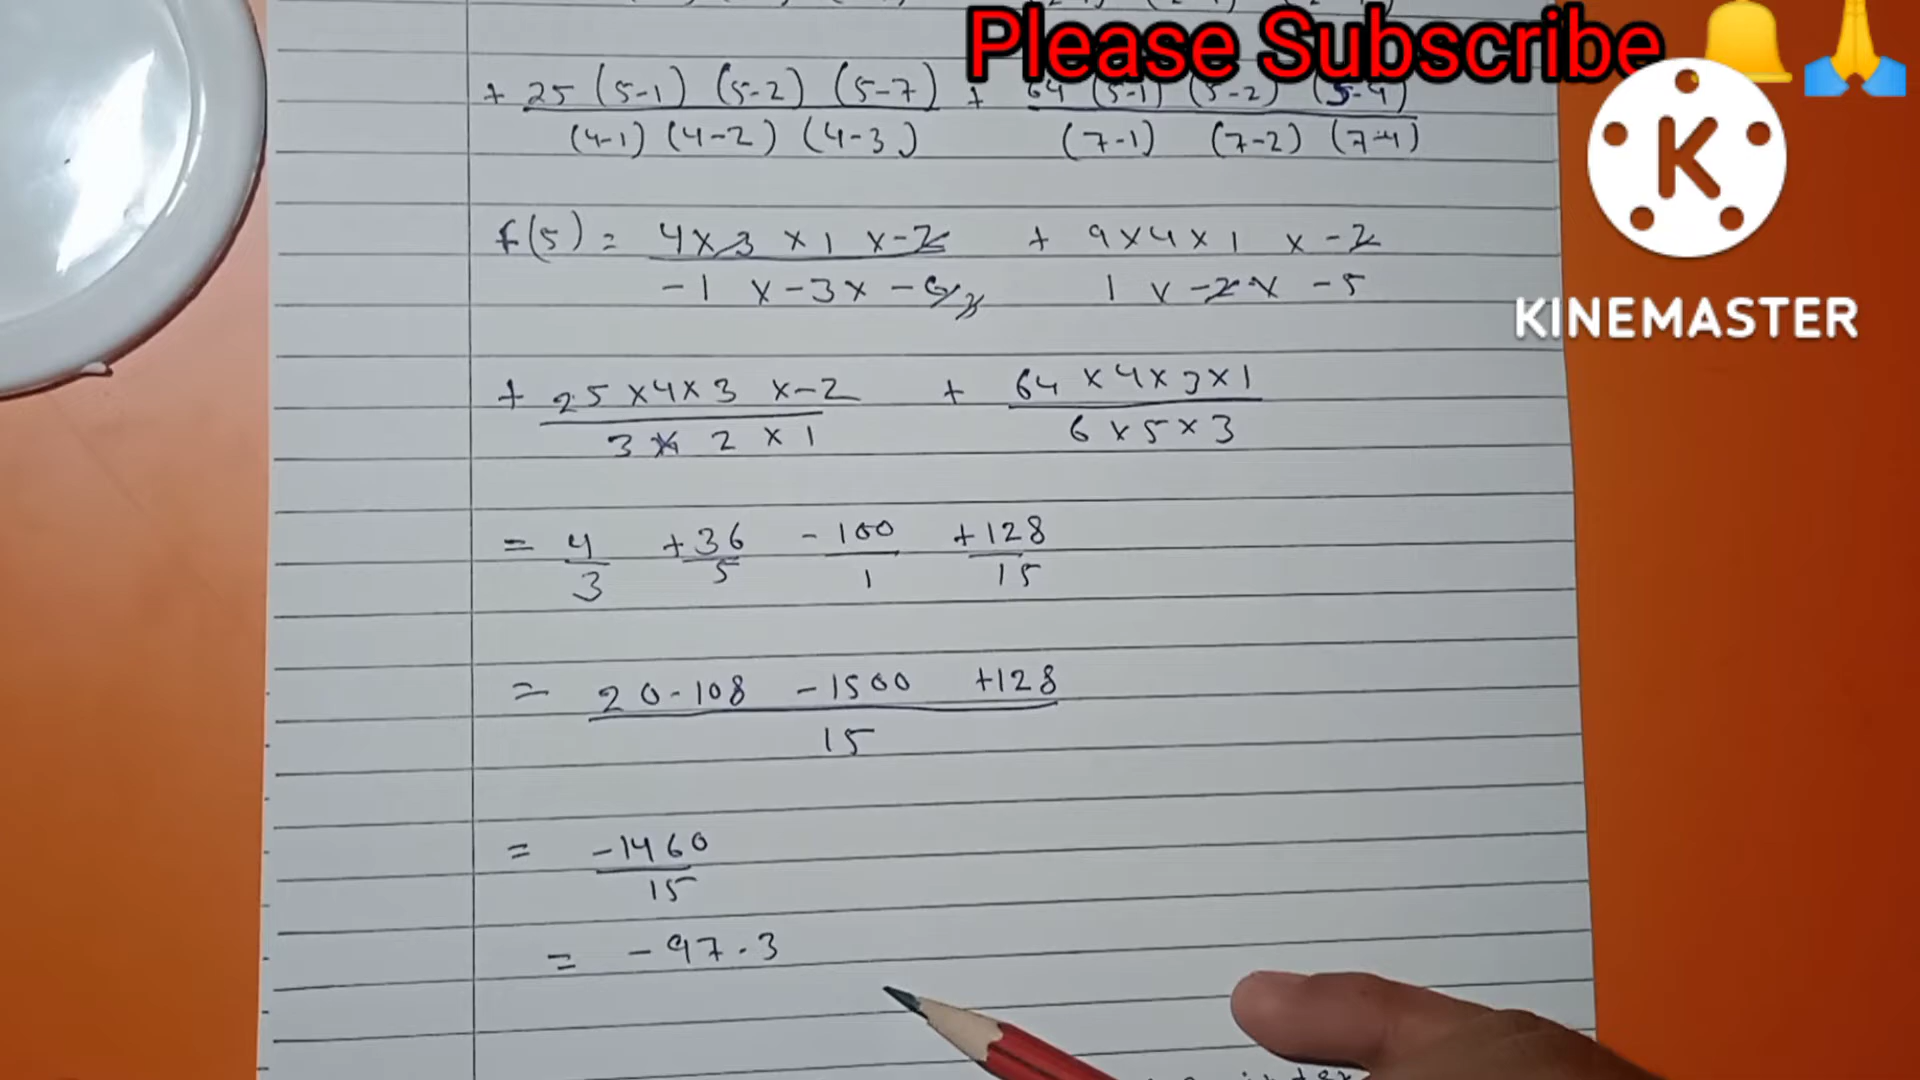 Please Subscribe
+ 25 (5-1) (5-2) (5-7) + 64 (5-1) (5-2) (5-4)
(4-1) (4-2) (4-3) (7-1) (7-2) (7-4)
K
f(5) = 4 x 3 x 1 x -2 + 9 x 4 x 1 x -2
-1 x -3 x -6 3 1 x -2 x -5
KINEMASTER
+ 25 x 4 x 3 x -2 + 64 x 4 x 3 x 1
3 x 2 x 1 6 x 5 x 3
= 4 + 36 - 100 + 128
3 5 1 15
= 20 - 108 - 1500 + 128
15
= -1460
15
= -97.3